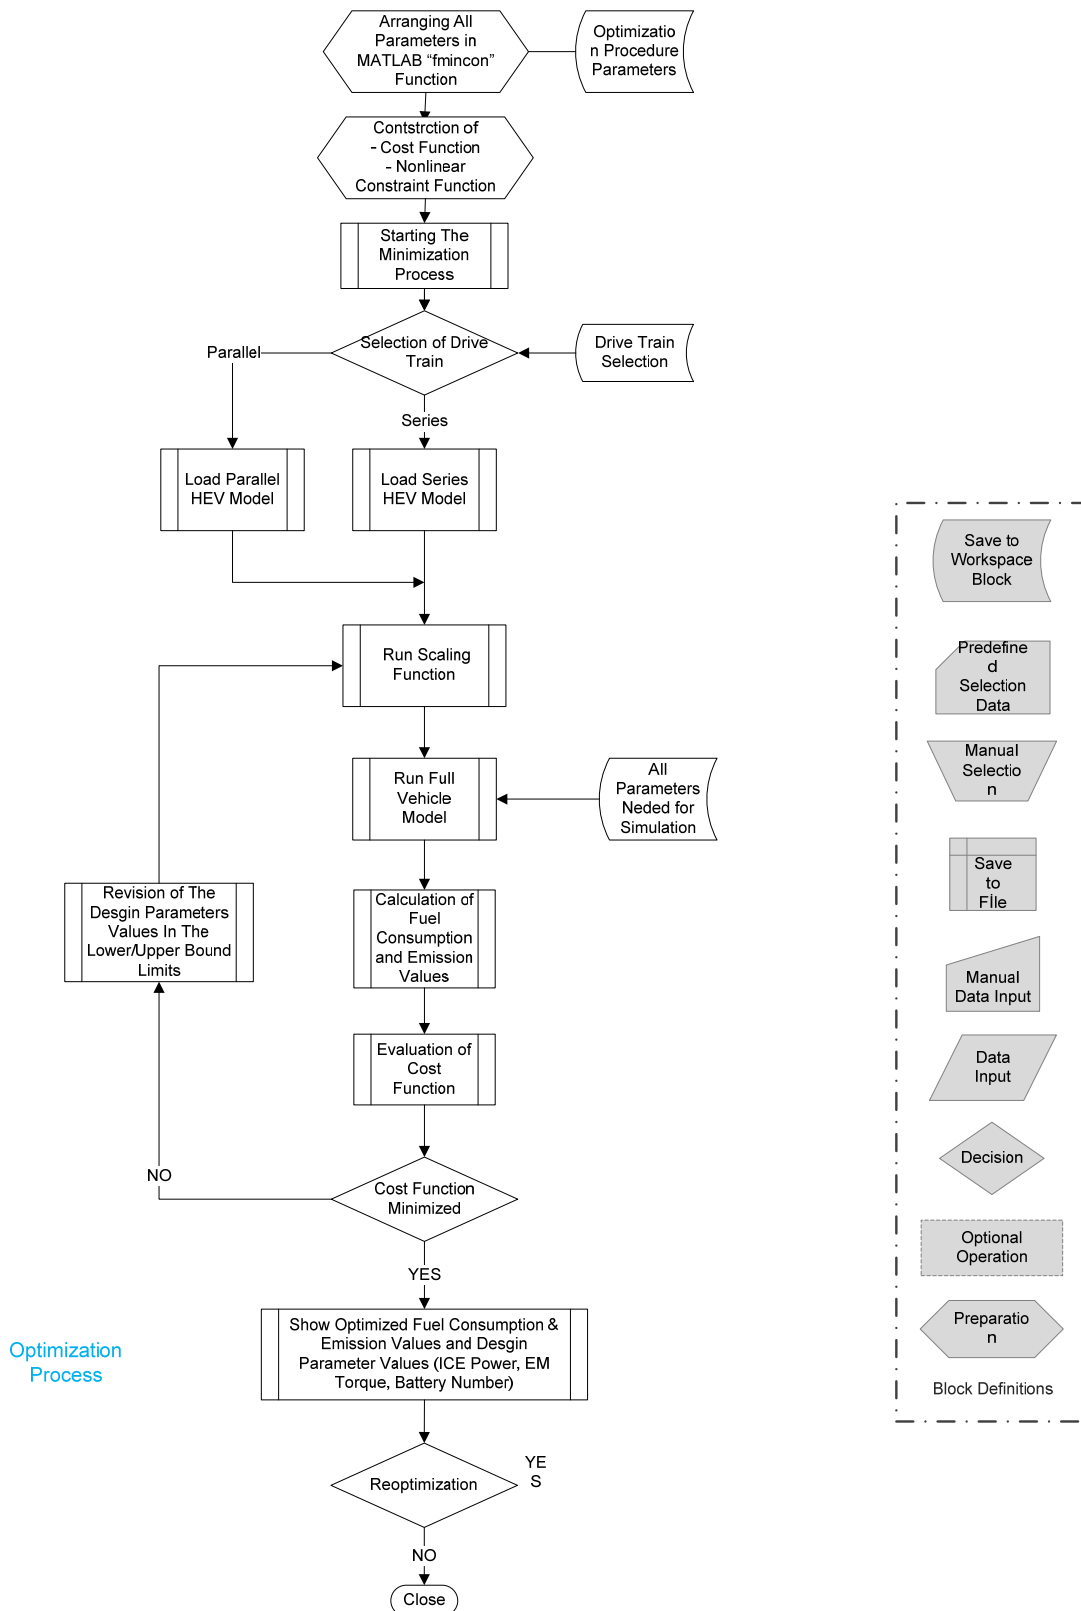 Arranging All
Parameters in
MATLAB “fmincon”
Function
Optimizatio
n Procedure
Parameters
Contstrction of
- Cost Function
- Nonlinear
Constraint Function
Starting The
Minimization
Process
Selection of Drive
Train
Drive Train
Selection
Parallel
Series
Load Parallel
HEV Model
Load Series
HEV Model
Run Scaling
Function
Run Full
Vehicle
Model
All
Parameters
Neded for
Simulation
Revision of The
Desgin Parameters
Values In The
Lower/Upper Bound
Limits
Calculation of
Fuel
Consumption
and Emission
Values
Evaluation of
Cost
Function
NO
Cost Function
Minimized
YES
Show Optimized Fuel Consumption &
Emission Values and Desgin
Parameter Values (ICE Power, EM
Torque, Battery Number)
Optimization
Process
Reoptimization
YE
S
NO
Close
Save to
Workspace
Block
Predefine
d
Selection
Data
Manual
Selectio
n
Save
to
Fİle
Manual
Data Input
Data
Input
Decision
Optional
Operation
Preparatio
n
Block Definitions